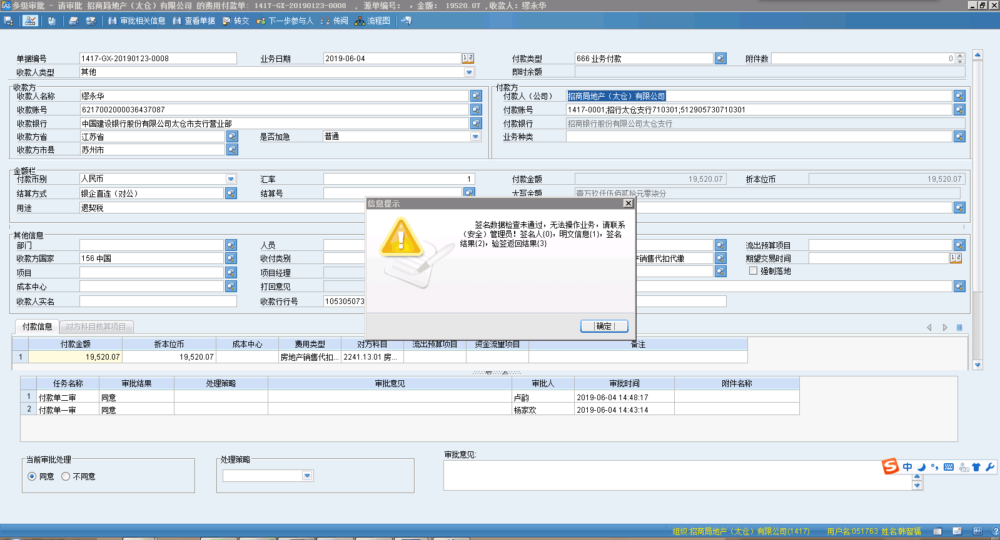 多级审批 - 请审批 招商局地产（太仓）有限公司 的费用付款单: 1417-GX-20190123-0008 , 源单编号: , 金额: 19520.07 ,收款人: 缪永华
审批相关信息 查看单据 转交 下一步参与人 传阅 流程图
单据编号 1417-GX-20190123-0008 业务日期 2019-06-04 付款类型 666 业务付款 附件数 0
收款人类型 其他 即时余额
收款方 付款方
收款人名称 缪永华 付款人（公司） 招商局地产（太仓）有限公司
收款账号 6217002000036437087 付款账号 1417-0001;招行太仓支行710301;512905730710301
收款银行 中国建设银行股份有限公司太仓市支行营业部 付款银行 招商银行股份有限公司太仓支行
收款方省 江苏省 是否加急 普通 业务种类
收款方市县 苏州市
金额栏
付款币别 人民币 汇率 1 付款金额 19,520.07 折本位币 19,520.07
结算方式 银企直连（对公） 结算号 大写金额 壹万玖仟伍佰贰拾元零柒分
用途 退契税
信息提示
签名数据检查未通过，无法操作业务，请联系
（安全）管理员！签名人{0}，明文信息{1}，签名
结果{2}，验签返回结果{3}
确定
其他信息
部门 人员 流出预算项目
收款方国家 156 中国 收付类别 销售代扣代缴 期望交易时间
项目 项目经理 强制落地
成本中心 打回意见
收款人实名 收款行行号 105305073
付款信息 对方科目核算项目
付款金额 折本位币 成本中心 费用类型 对方科目 流出预算项目 资金流量项目 备注
1 19,520.07 19,520.07 房地产销售代扣... 2241.13.01 房...
任务名称 审批结果 处理策略 审批意见 审批人 审批时间 附件名称
1 付款单二审 同意 卢韵 2019-06-04 14:48:17
2 付款单一审 同意 杨家欢 2019-06-04 14:43:14
当前审批处理 处理策略 审批意见:
同意 不同意
中
组织:招商局地产（太仓）有限公司(1417) 用户名:051763 姓名:韩智福